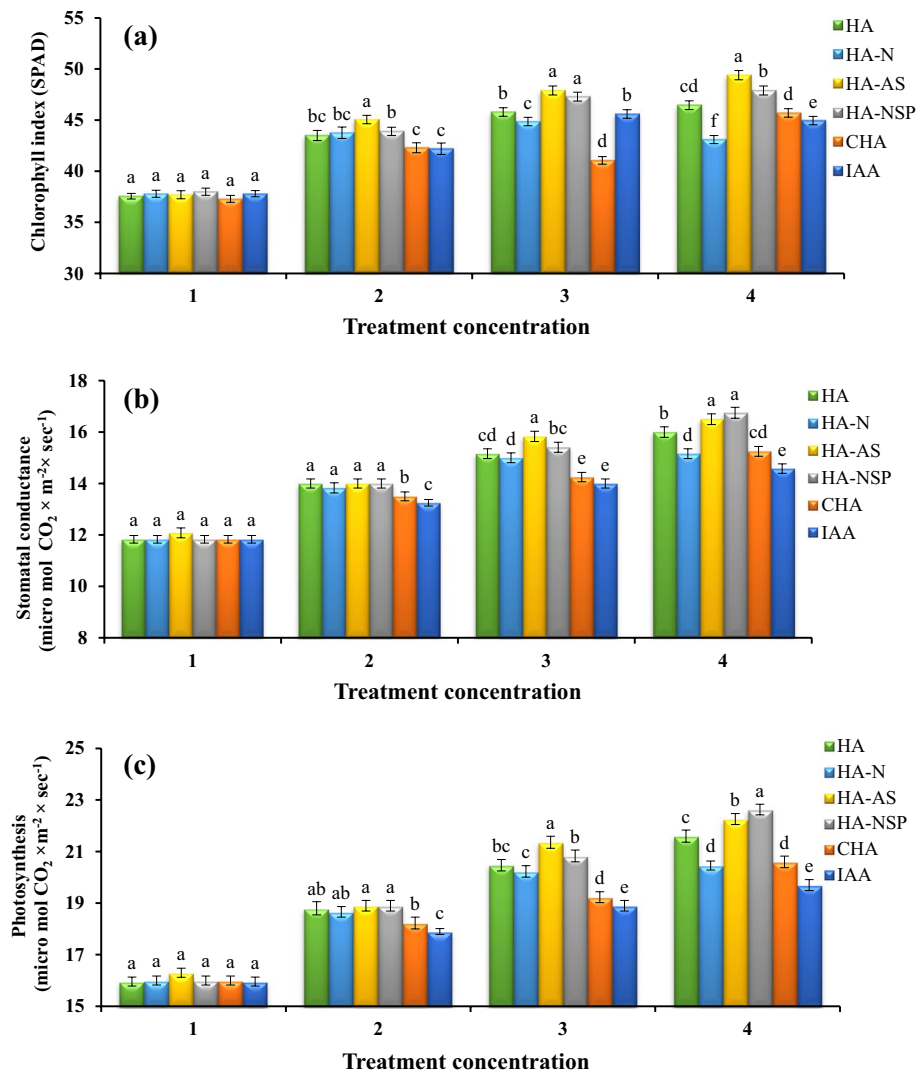 (a)
Chlorophyll index (SPAD)
55
50
45
40
35
30
a a a a a a
bc bc a b c c
b c a a d b
cd f a b d e
1 2 3 4
Treatment concentration
HA
HA-N
HA-AS
HA-NSP
CHA
IAA
(b)
Stomatal conductance
(micro mol CO₂ × m⁻²× sec⁻¹)
18
16
14
12
10
8
a a a a a a
a a a a b c
cd d a bc e e
b d a a cd e
1 2 3 4
Treatment concentration
HA
HA-N
HA-AS
HA-NSP
CHA
IAA
(c)
Photosynthesis
(micro mol CO₂ ×m⁻² × sec⁻¹)
25
23
21
19
17
15
a a a a a a
ab ab a a b c
bc c a b d e
c d b a d e
1 2 3 4
Treatment concentration
HA
HA-N
HA-AS
HA-NSP
CHA
IAA